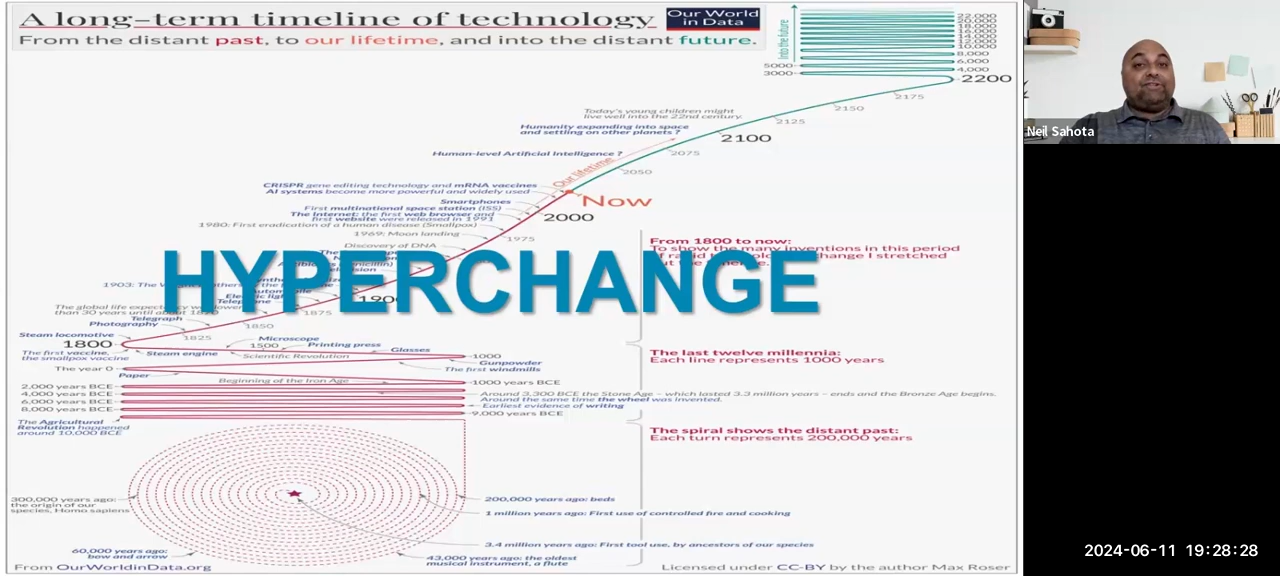 A long-term timeline of technology
Our World
in Data
From the distant past, to our lifetime, and into the distant future.
Into the future
22,000
18,000
16,000
14,000
10,000
8,000
6,000
5000
4,000
3000
2200
2175
2150
2125
Today's young children might
live well into the 22nd century.
Humanity expanding into space
and settling on other planets ?
2100
Human-level Artificial Intelligence ?
2075
2050
Our lifetime
CRISPR gene editing technology and mRNA vaccines
AI systems become more powerful and widely used
Now
Smartphones
First multinational space station (ISS)
The Internet: the first web browser and
first website were released in 1991
2000
1980: First eradication of a human disease (Smallpox)
1969: Moon landing
1975
Discovery of DNA
From 1800 to now:
To show the many inventions in this period
change I stretched
HYPERCHANGE
1903: The
1900
1875
Telephone
The global life expectancy
than 30 years until about
Telegraph
Photography
1850
1825
Steam locomotive
1800
The first vaccine,
the smallpox vaccine
Steam engine
Microscope
1500
Printing press
Scientific Revolution
Glasses
1000
Gunpowder
The first windmills
The last twelve millennia:
Each line represents 1000 years
The year 0
Paper
Beginning of the Iron Age
1000 years BCE
2,000 years BCE
4,000 years BCE
6,000 years BCE
8,000 years BCE
Around 3,300 BCE the Stone Age – which lasted 3.3 million years – ends and the Bronze Age begins.
Around the same time the wheel was invented.
Earliest evidence of writing
9,000 years BCE
The Agricultural
Revolution happened
around 10,000 BCE
The spiral shows the distant past:
Each turn represents 200,000 years
300,000 years ago:
the origin of our
species, Homo sapiens
200,000 years ago: beds
1 million years ago: First use of controlled fire and cooking
3.4 million years ago: First tool use, by ancestors of our species
60,000 years ago:
bow and arrow
43,000 years ago: the oldest
musical instrument, a flute
From OurWorldinData.org
Licensed under CC-BY by the author Max Roser
Neil Sahota
2024-06-11 19:28:28